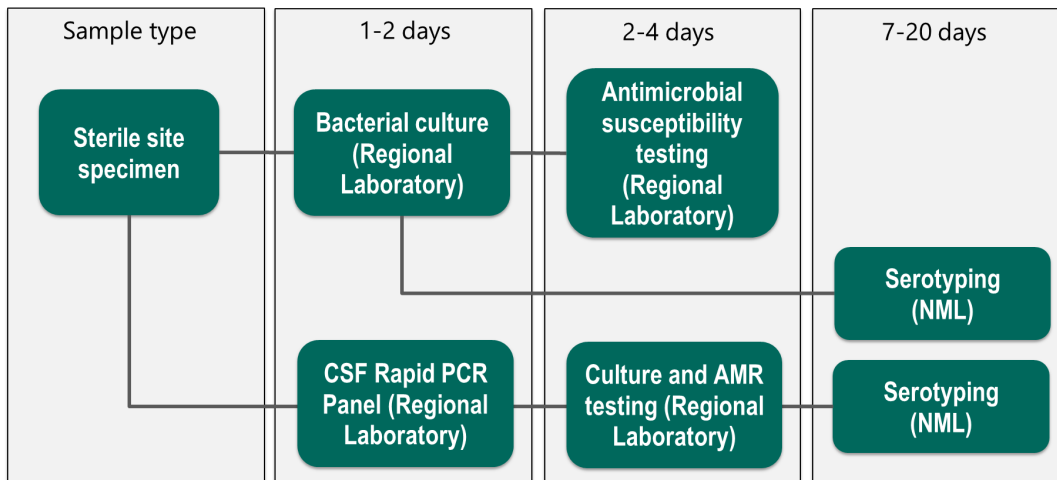 Sample type
1-2 days
2-4 days
7-20 days
Sterile site
specimen
Bacterial culture
(Regional
Laboratory)
Antimicrobial
susceptibility
testing
(Regional
Laboratory)
Serotyping
(NML)
CSF Rapid PCR
Panel (Regional
Laboratory)
Culture and AMR
testing (Regional
Laboratory)
Serotyping
(NML)